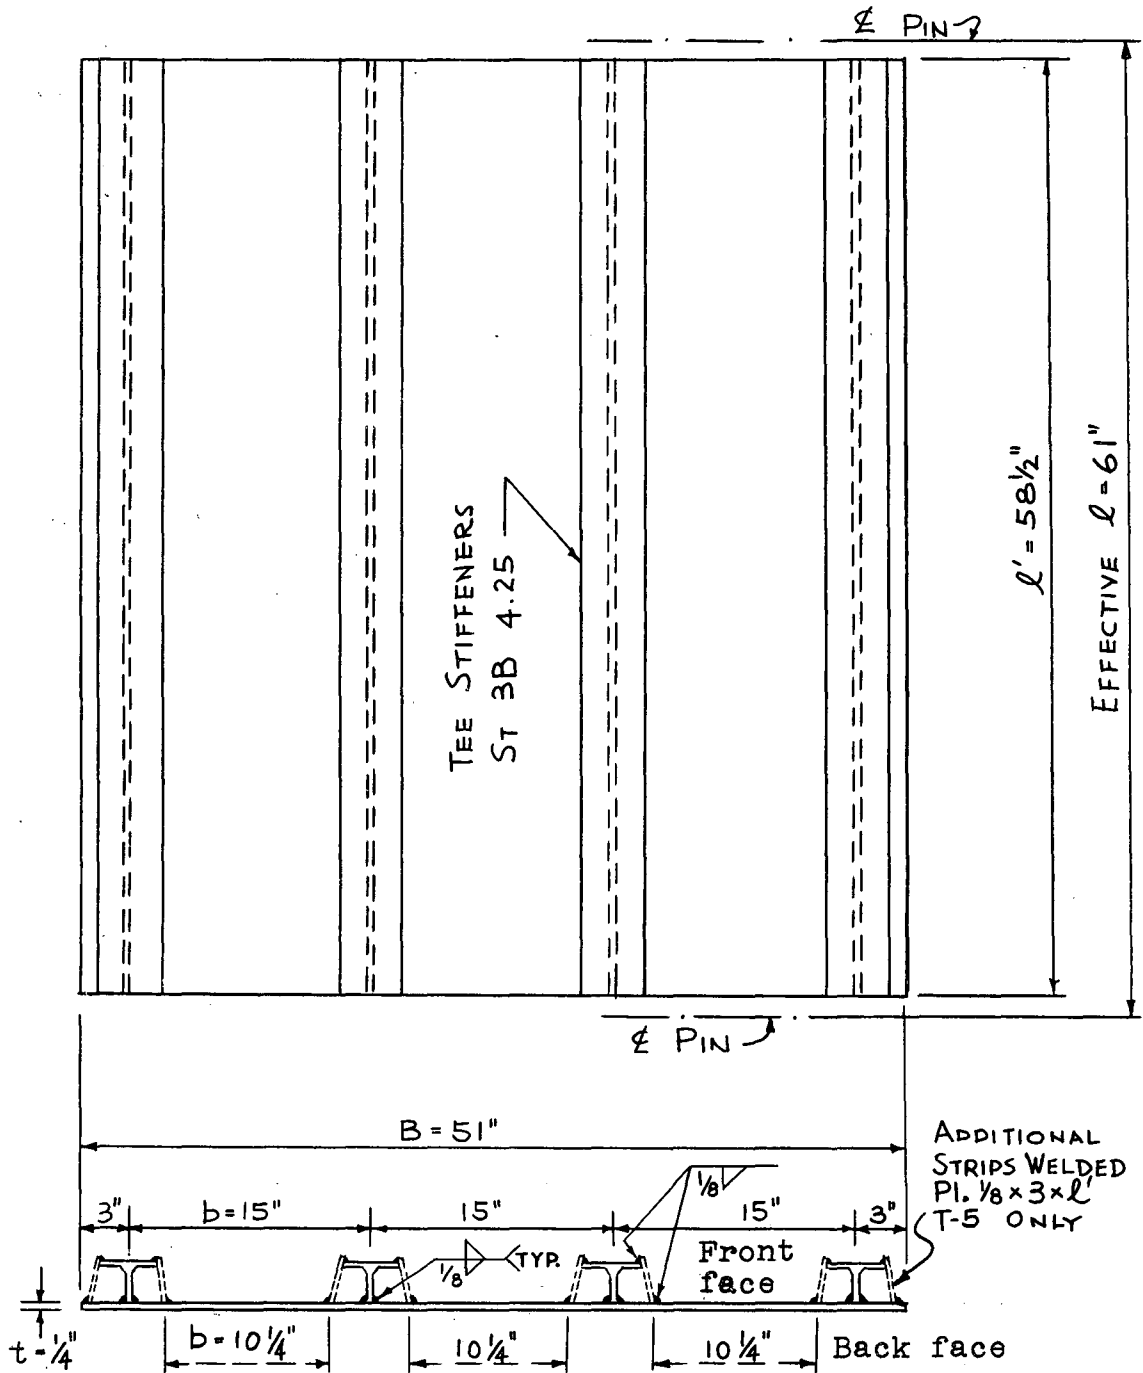 ℄ PIN
TEE STIFFENERS
ST 3B 4.25
l' = 58½"
EFFECTIVE l = 61"
℄ PIN
B = 51"
ADDITIONAL
STRIPS WELDED
Pl. ⅛ × 3 × l'
T-5 ONLY
3"
b = 15"
15"
15"
3"
⅛
⅛
TYP.
Front
face
t = ¼"
b = 10¼"
10¼"
10¼"
Back face